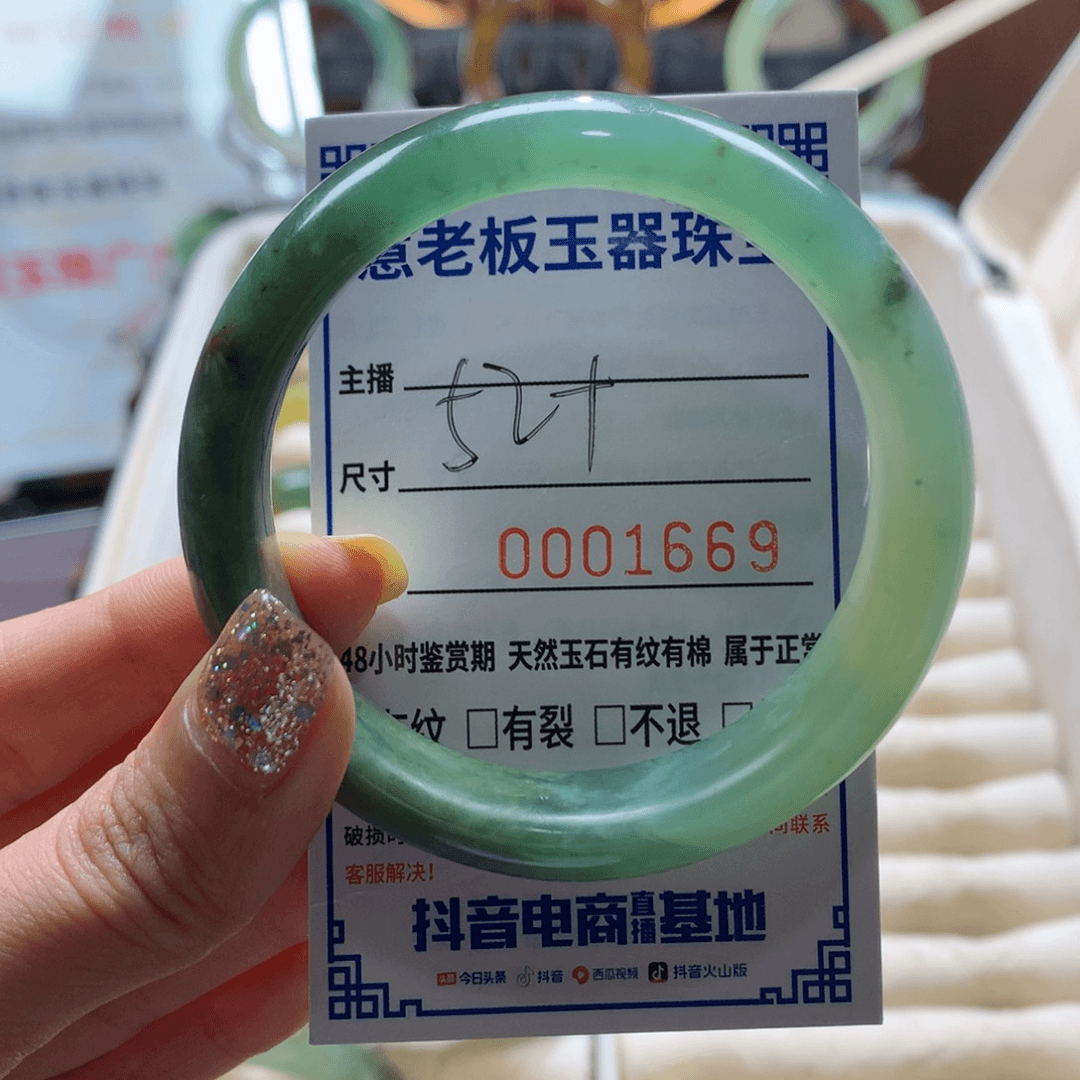 老板玉器珠
主播
52+
尺寸
0001669
48小时鉴赏期 天然玉石有纹有棉 属于正常
有纹 □有裂 □不退 □
破损
联系
客服解决!
抖音电商直播基地
头条 今日头条 抖音 西瓜视频 抖音火山版